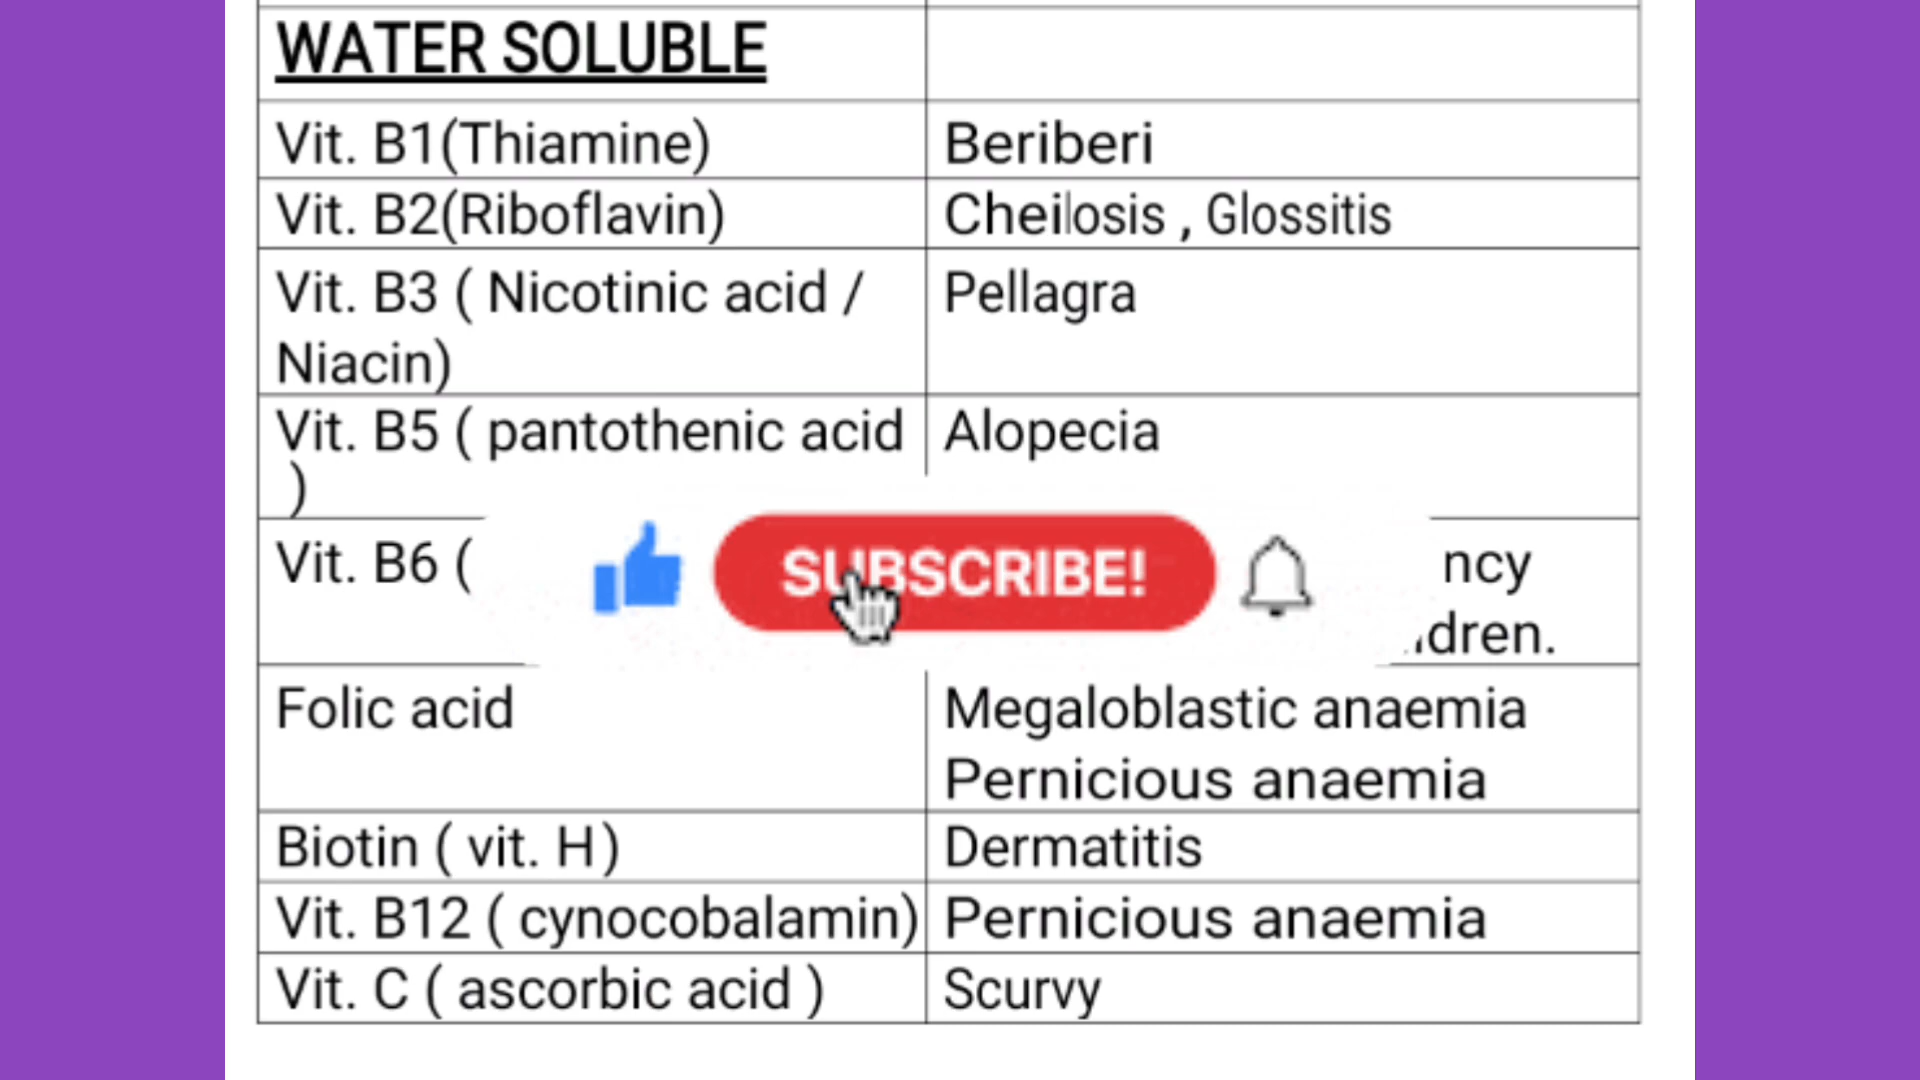 WATER SOLUBLE
Vit. B1(Thiamine) Beriberi
Vit. B2(Riboflavin) Cheilosis , Glossitis
Vit. B3 ( Nicotinic acid / Pellagra
Niacin)
Vit. B5 ( pantothenic acid Alopecia
)
Vit. B6 (
SUBSCRIBE!
Folic acid Megaloblastic anaemia
Pernicious anaemia
Biotin ( vit. H) Dermatitis
Vit. B12 ( cynocobalamin) Pernicious anaemia
Vit. C ( ascorbic acid ) Scurvy